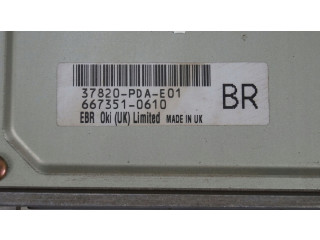 37820-PDA-E01
667351-0610
EBR Oki (UK) Limited MADE IN UK
BR